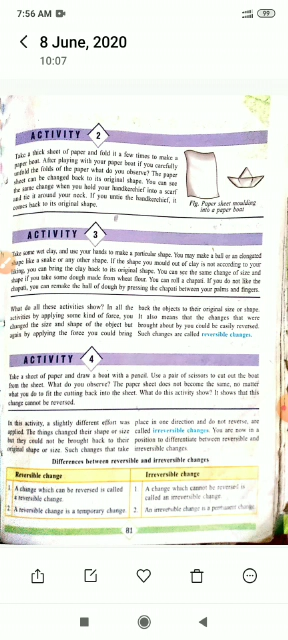 7:56 AM
99
8 June, 2020
10:07
ACTIVITY 2
Take a thick sheet of paper and fold it a few times to make a
paper boat. After playing with your paper boat if you carefully
unfold the folds of the paper what do you observe? The paper
sheet can be changed back to its original shape. You can see
the same change when you hold your handkerchief into a scarf
and tie it around your neck. If you untie the handkerchief, it
comes back to its original shape.
Fig. Paper sheet moulding
into a paper boat
ACTIVITY 3
Take some wet clay, and use your hands to make a particular shape. You may make a ball or an elongated
shape like a snake or any other shape. If the shape you mould out of clay is not according to your
liking, you can bring the clay back to its original shape. You can see the same change of size and
shape if you take some dough made from wheat flour. You can roll a chapati. If you do not like the
chapati, you can remake the ball of dough by pressing the chapati between your palms and fingers.
What do all these activities show? In all the
activities by applying some kind of force, you
changed the size and shape of the object but
again by applying the force you could bring
back the objects to their original size or shape.
It also means that the changes were
brought about by you could be easily reversed.
Such changes are called reversible changes.
ACTIVITY 4
Take a sheet of paper and draw a boat with a pencil. Use a pair of scissors to cut out the boat
from the sheet. What do you observe? The paper sheet does not become the same, no matter
what you do to fit the cutting back into the sheet. What do this activity show? It shows that this
change cannot be reversed.
In this activity, a slightly different effort was
applied. The things changed their shape or size
but they could not be brought back to their
original shape or size. Such changes that take
place in one direction and do not reverse, are
called irreversible changes. You are now in a
position to differentiate between reversible and
irreversible changes.
Differences between reversible and irreversible changes
Reversible change
Irreversible change
1. A change which can be reversed is called
a reversible change.
1 A change which cannot be reversed is
called an irreversible change.
2. A reversible change is a temporary change.
2. An irreversible change is a permanent change.
81